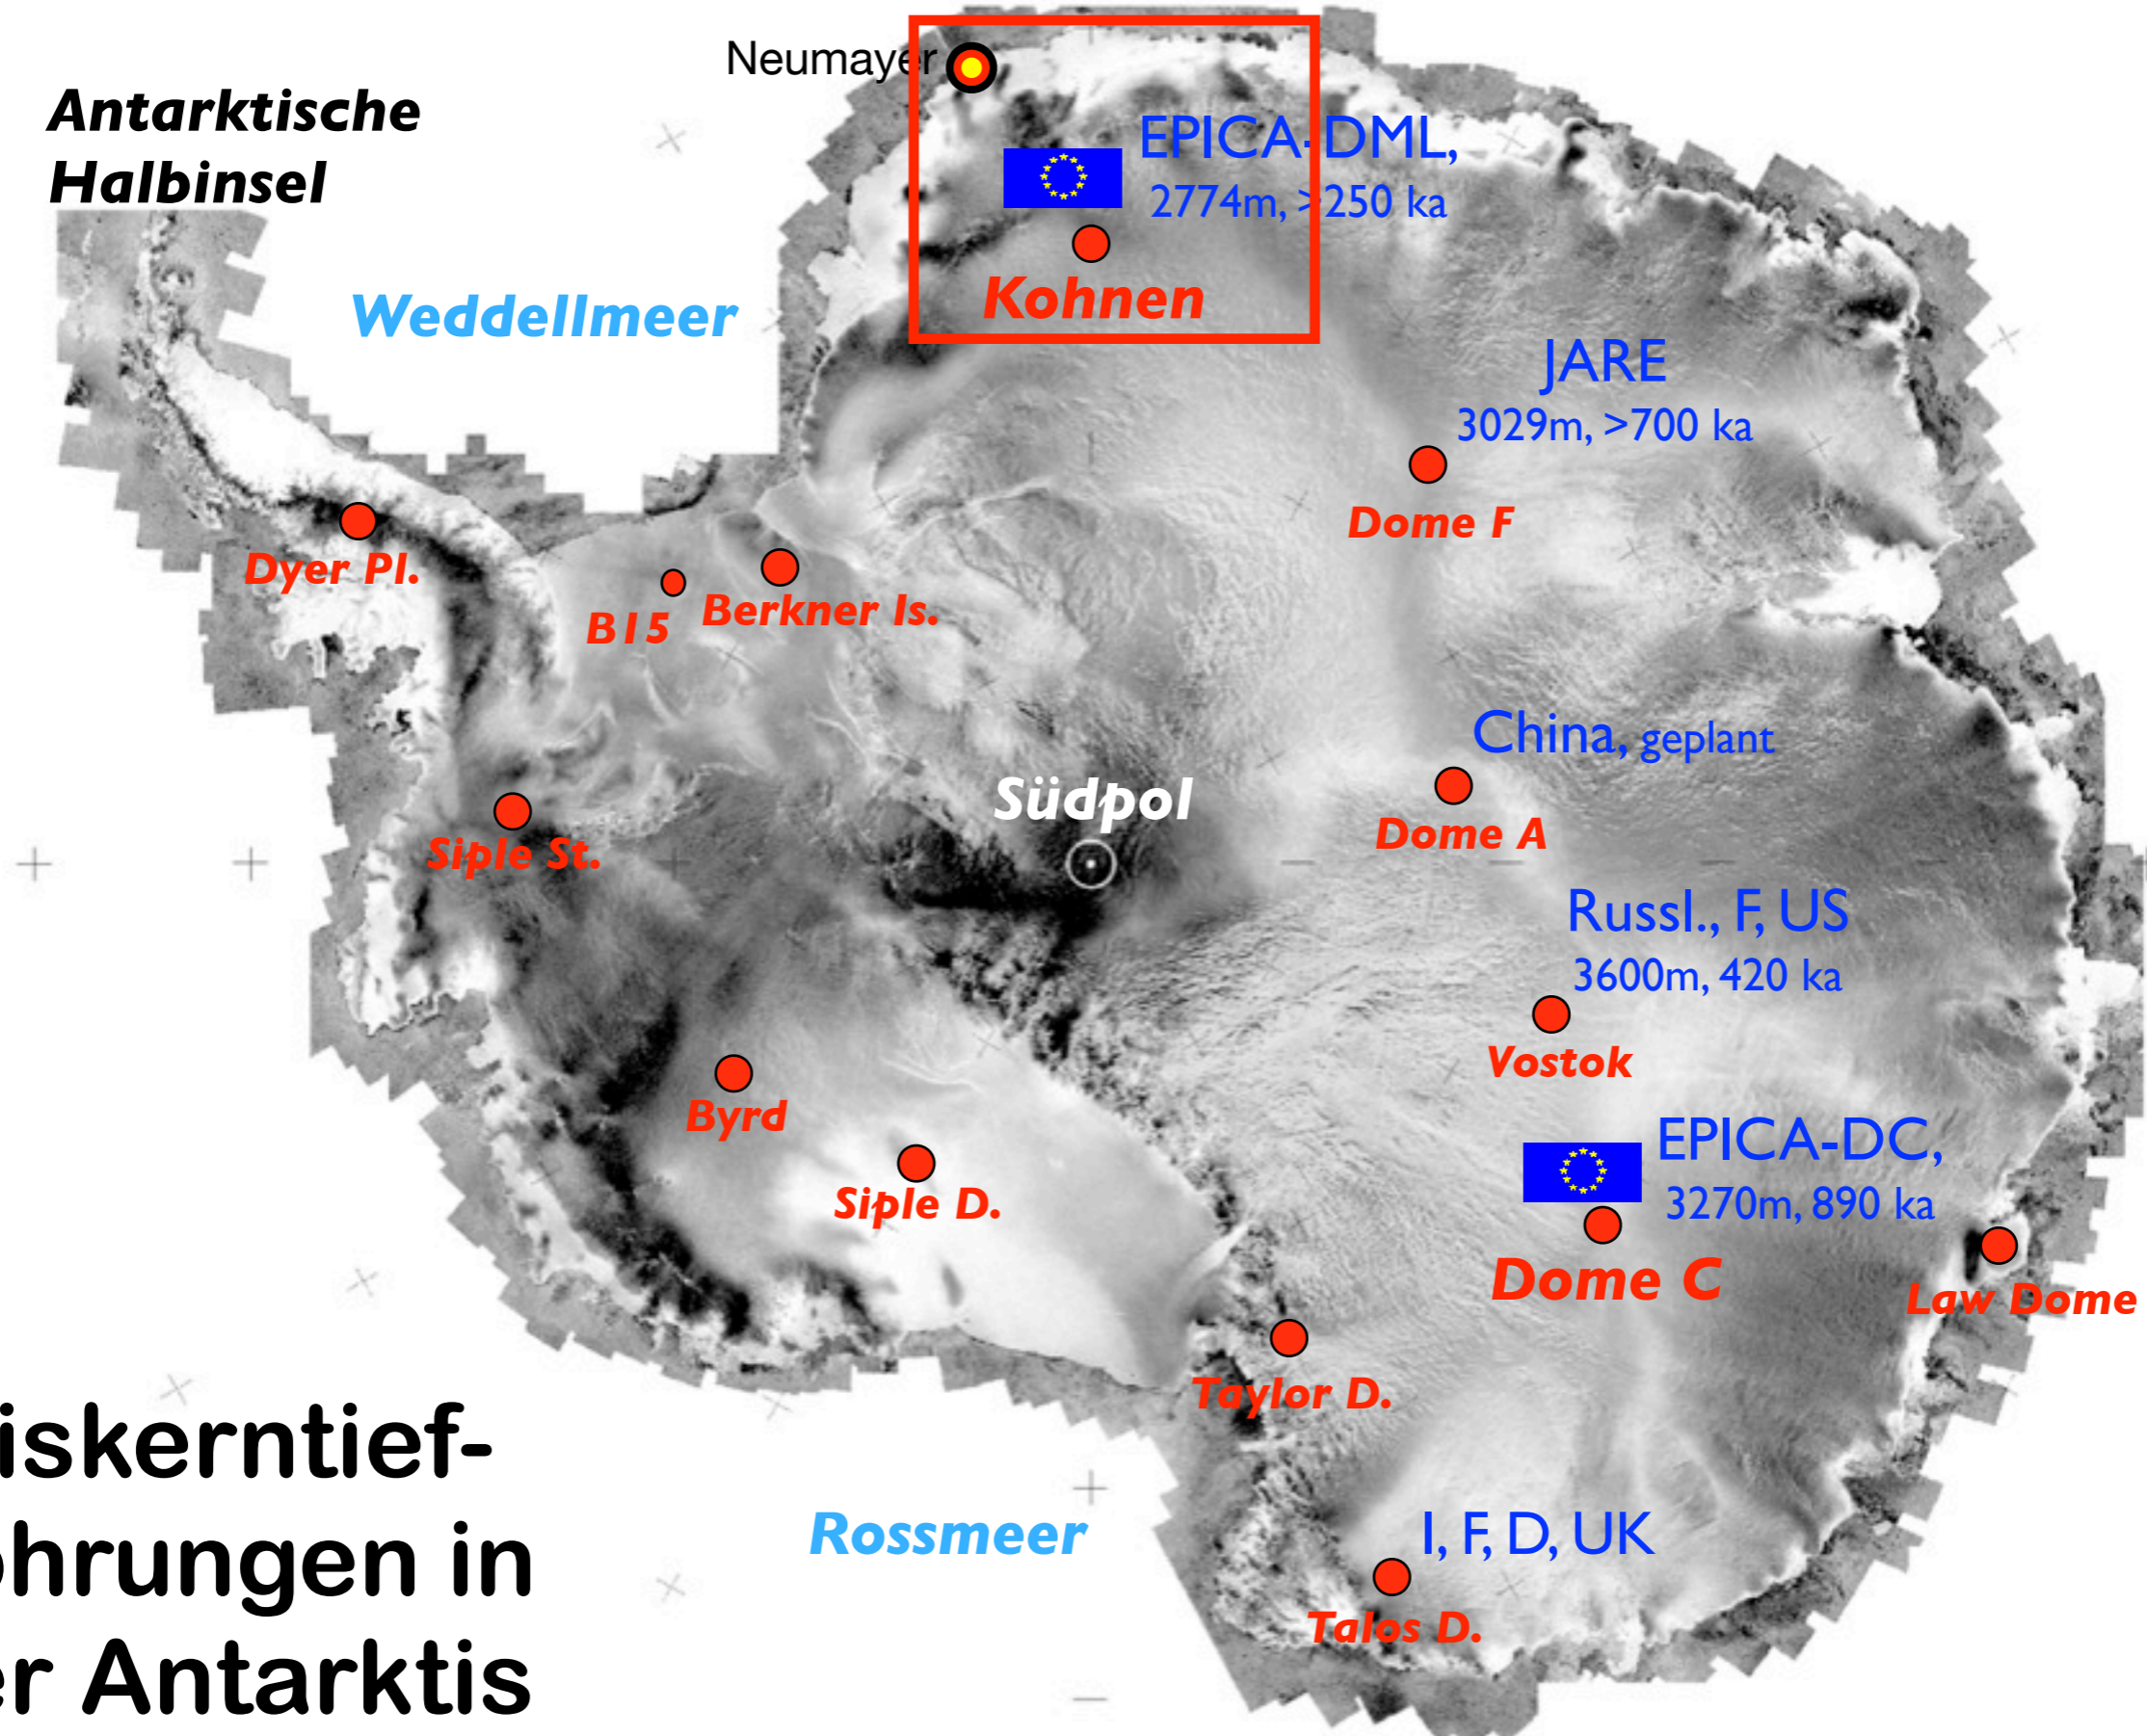 Neumayer
Antarktische
Halbinsel
EPICA-DML,
2774m, >250 ka
Kohnen
Weddellmeer
JARE
3029m, >700 ka
Dome F
Dyer Pl.
B15
Berkner Is.
China, geplant
Südpol
Dome A
Siple St.
Russl., F, US
3600m, 420 ka
Vostok
Byrd
EPICA-DC,
3270m, 890 ka
Siple D.
Dome C
Law Dome
Taylor D.
iskerntief-
ohrungen in
er Antarktis
Rossmeer
I, F, D, UK
Talos D.